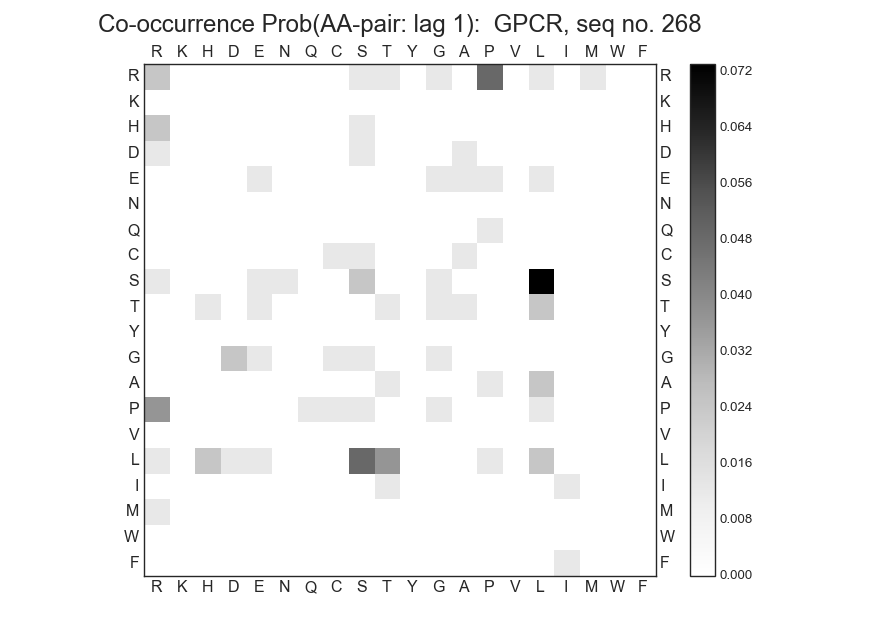 Co-occurrence Prob(AA-pair: lag 1):  GPCR, seq no. 268
R K H D E N Q C S T Y G A P V L I M W F
R R 0.072
K K
H H 0.064
D D
E E 0.056
N N
Q Q 0.048
C C
S S 0.040
T T
Y Y 0.032
G G
A A
P P 0.024
V V
L L 0.016
I I
M M 0.008
W W
F F 0.000
R K H D E N Q C S T Y G A P V L I M W F